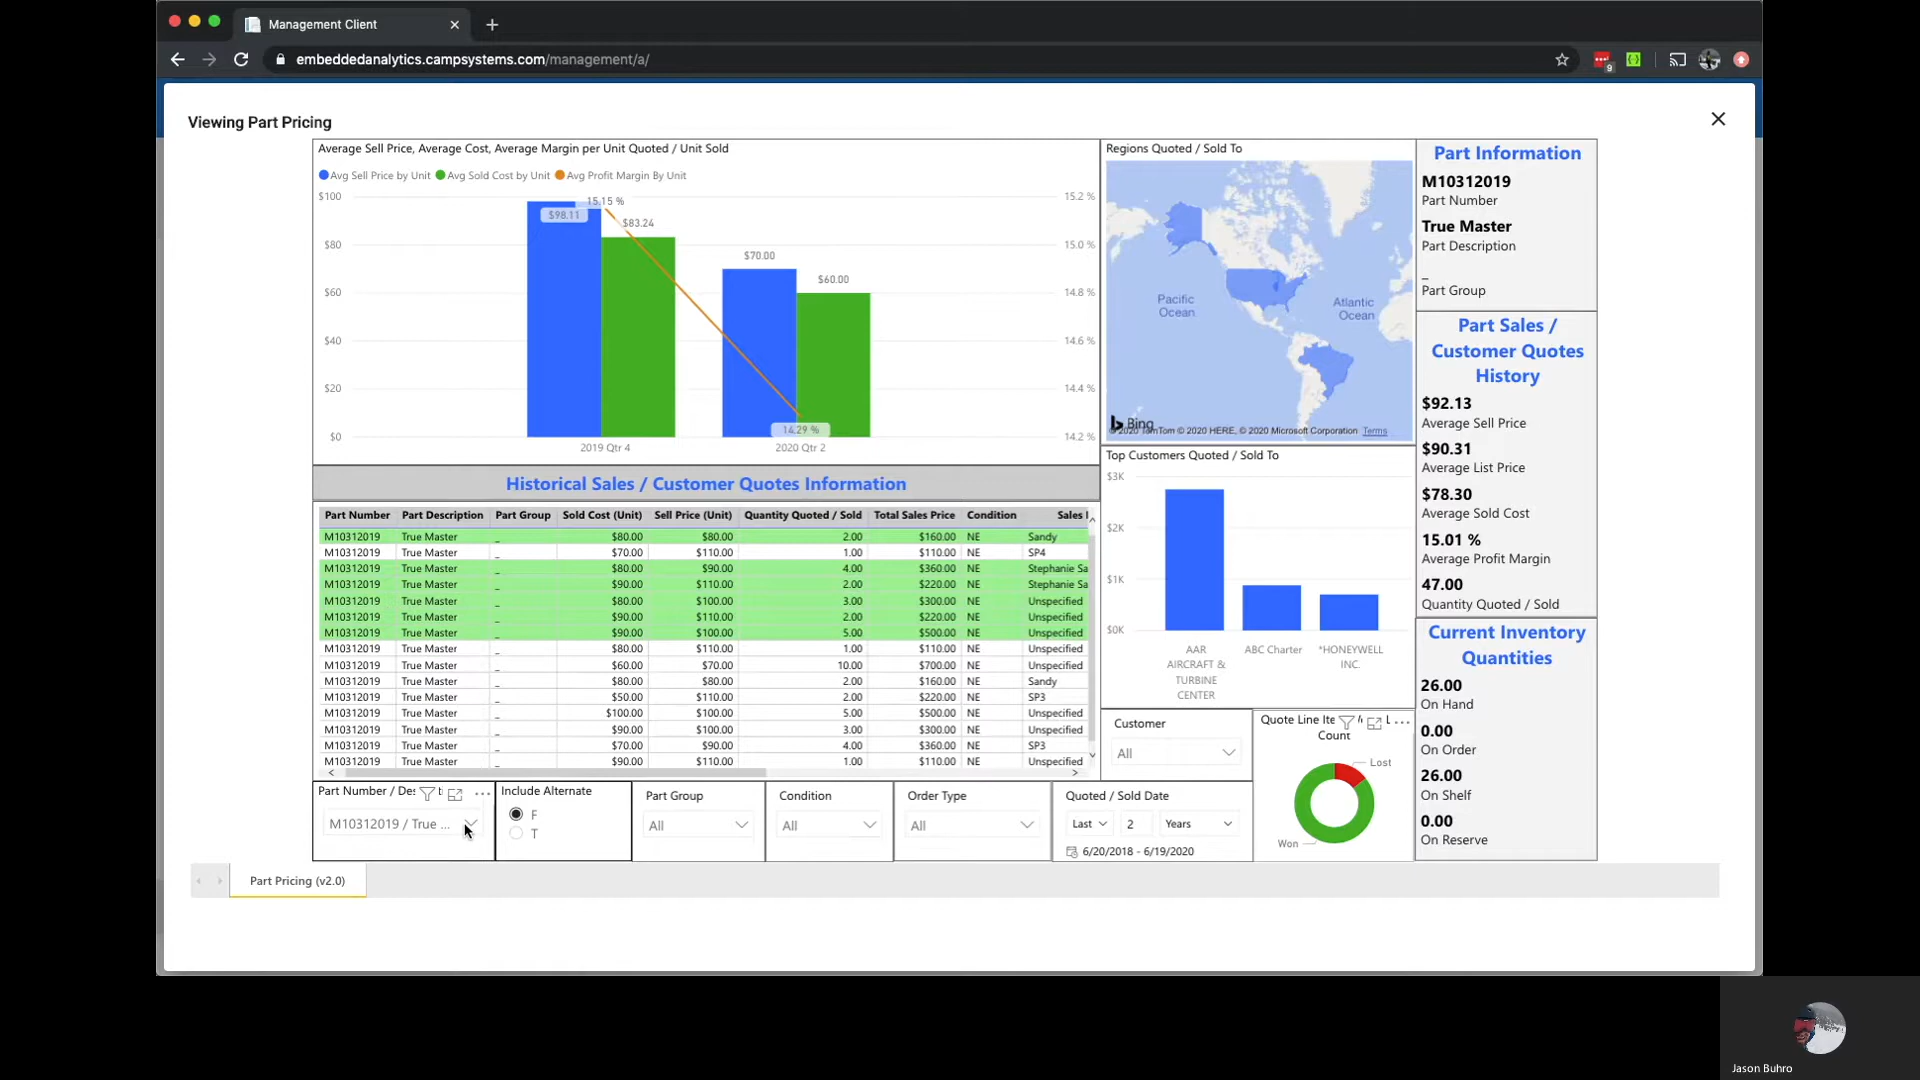 Management Client
embeddedanalytics.campsystems.com/management/a/
9
Viewing Part Pricing
Average Sell Price, Average Cost, Average Margin per Unit Quoted / Unit Sold
Avg Sell Price by Unit Avg Sold Cost by Unit Avg Profit Margin By Unit
$100 $80 $60 $40 $20 $0
$98.11 15.15 % $83.24
$70.00 $60.00
14.29 %
15.2 % 15.0 % 14.8 % 14.6 % 14.4 % 14.2 %
2019 Qtr 4 2020 Qtr 2
Regions Quoted / Sold To
Pacific Ocean
Atlantic Ocean
Bing
© 2020 TomTom © 2020 HERE, © 2020 Microsoft Corporation Terms
Part Information
M10312019
Part Number
True Master
Part Description
_
Part Group
Part Sales /
Customer Quotes
History
$92.13
Average Sell Price
$90.31
Average List Price
$78.30
Average Sold Cost
15.01 %
Average Profit Margin
47.00
Quantity Quoted / Sold
Current Inventory
Quantities
26.00
On Hand
0.00
On Order
26.00
On Shelf
0.00
On Reserve
Historical Sales / Customer Quotes Information
Part Number Part Description Part Group Sold Cost (Unit) Sell Price (Unit) Quantity Quoted / Sold Total Sales Price Condition Sales
M10312019 True Master _ $80.00 $80.00 2.00 $160.00 NE Sandy
M10312019 True Master _ $70.00 $110.00 1.00 $110.00 NE SP4
M10312019 True Master _ $80.00 $90.00 4.00 $360.00 NE Stephanie Sa
M10312019 True Master _ $90.00 $110.00 2.00 $220.00 NE Stephanie Sa
M10312019 True Master _ $80.00 $100.00 3.00 $300.00 NE Unspecified
M10312019 True Master _ $90.00 $110.00 2.00 $220.00 NE Unspecified
M10312019 True Master _ $90.00 $100.00 5.00 $500.00 NE Unspecified
M10312019 True Master _ $80.00 $110.00 1.00 $110.00 NE Unspecified
M10312019 True Master _ $60.00 $70.00 10.00 $700.00 NE Unspecified
M10312019 True Master _ $80.00 $80.00 2.00 $160.00 NE Sandy
M10312019 True Master _ $50.00 $110.00 2.00 $220.00 NE SP3
M10312019 True Master _ $100.00 $100.00 5.00 $500.00 NE Unspecified
M10312019 True Master _ $90.00 $100.00 3.00 $300.00 NE Unspecified
M10312019 True Master _ $70.00 $90.00 4.00 $360.00 NE SP3
M10312019 True Master _ $90.00 $110.00 1.00 $110.00 NE Unspecified
Top Customers Quoted / Sold To
$3K
$2K
$1K
$0K
AAR AIRCRAFT & TURBINE CENTER
ABC Charter
*HONEYWELL INC.
Customer
All
Quote Line Ite
Count
Lost
Won
Part Number / Des
M10312019 / True ...
Include Alternate
F
T
Part Group
All
Condition
All
Order Type
All
Quoted / Sold Date
Last 2 Years
6/20/2018 - 6/19/2020
Part Pricing (v2.0)
Jason Buhro